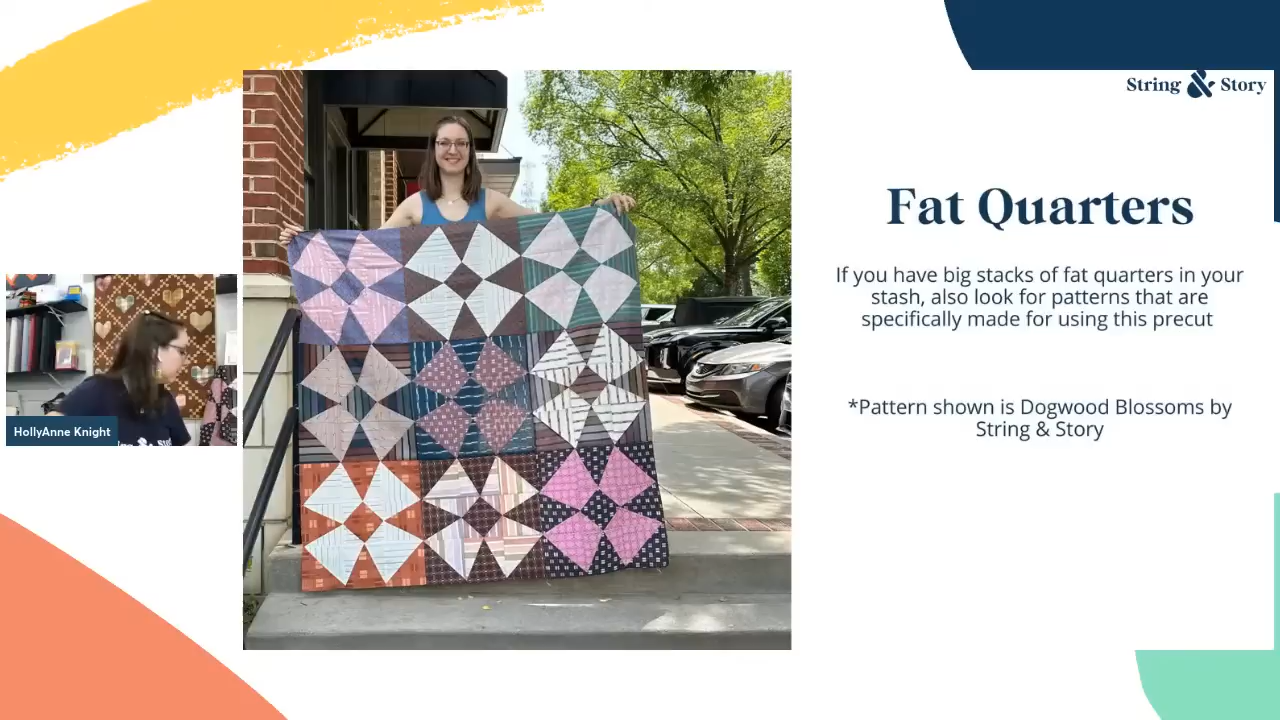 String & Story
Fat Quarters
If you have big stacks of fat quarters in your
stash, also look for patterns that are
specifically made for using this precut
*Pattern shown is Dogwood Blossoms by
String & Story
HollyAnne Knight